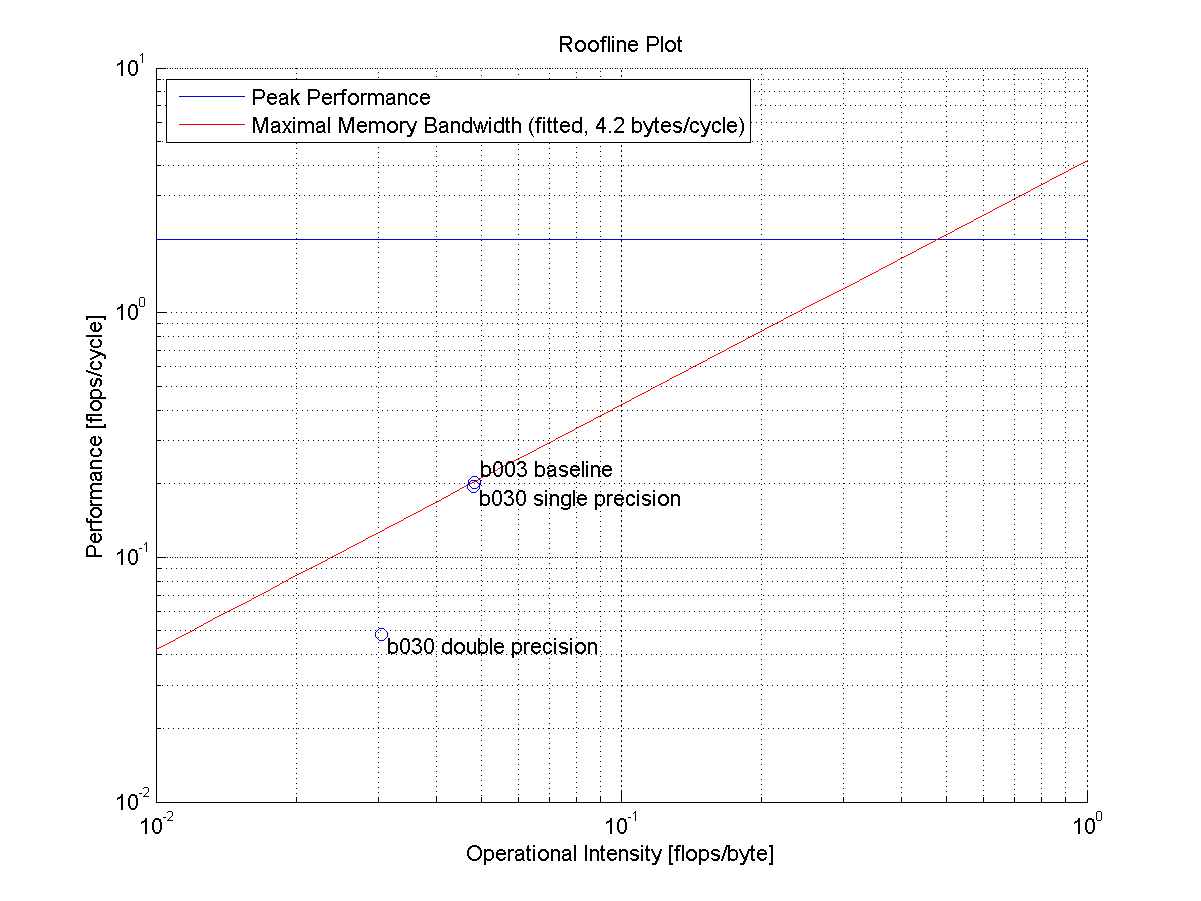 Roofline Plot
10^1
Peak Performance
Maximal Memory Bandwidth (fitted, 4.2 bytes/cycle)
10^0
Performance [flops/cycle]
b003 baseline
b030 single precision
10^-1
b030 double precision
10^-2
10^-2 10^-1 10^0
Operational Intensity [flops/byte]